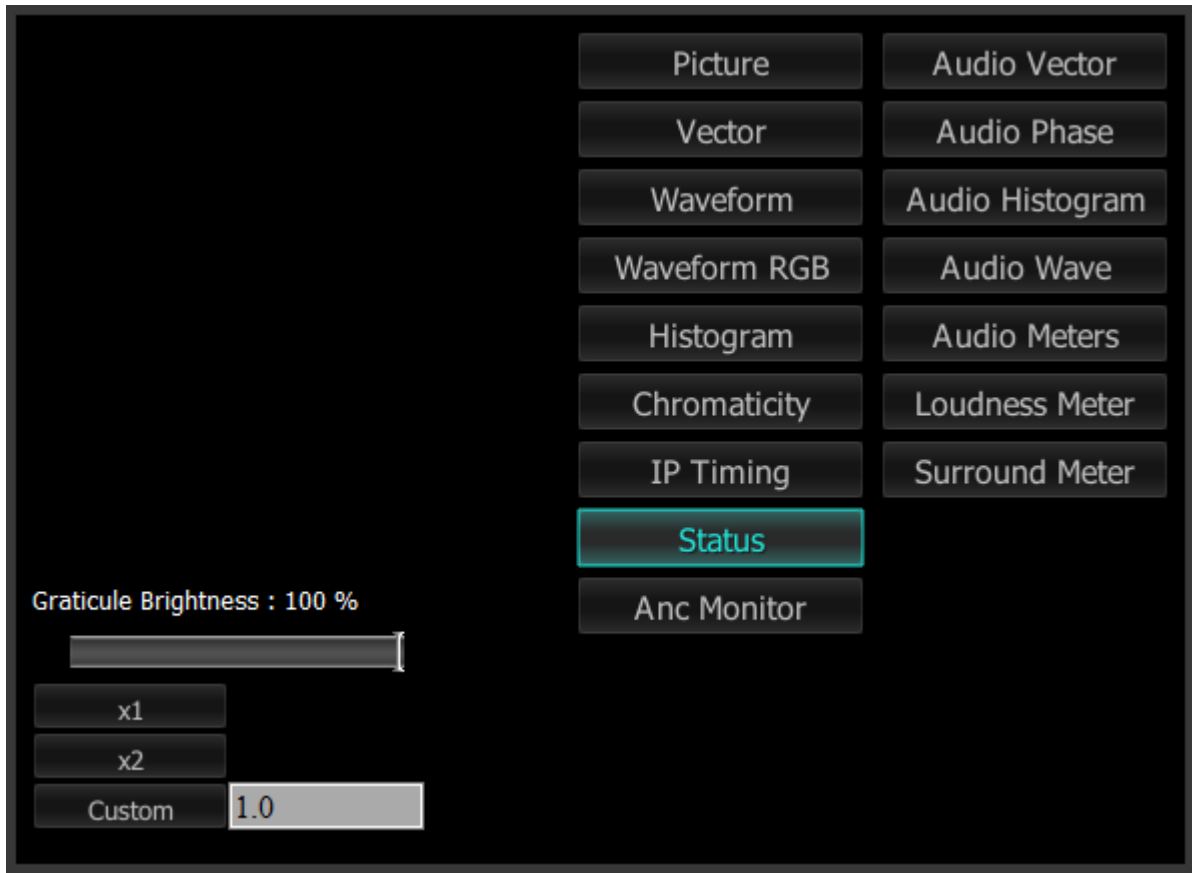 Picture
Audio Vector
Vector
Audio Phase
Waveform
Audio Histogram
Waveform RGB
Audio Wave
Histogram
Audio Meters
Chromaticity
Loudness Meter
IP Timing
Surround Meter
Status
Anc Monitor
Graticule Brightness : 100 %
x1
x2
Custom
1.0